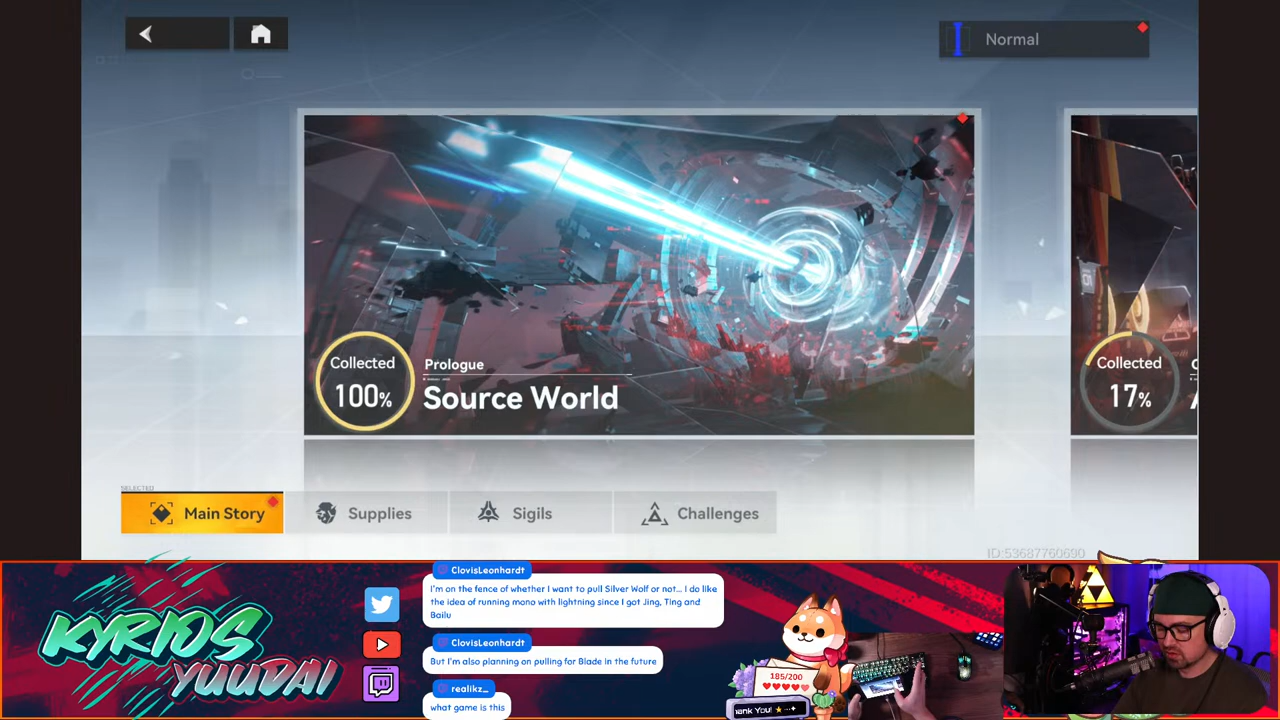 Normal
Collected
100%
Prologue
Source World
Collected
17%
SELECTED
Main Story
Supplies
Sigils
Challenges
ID:53687760690
KYRIOS
YUUDAI
ClovisLeonhardt
I'm on the fence of whether I want to pull Silver Wolf or not... I do like
the idea of running mono with lightning since I got Jing, Ting and
Bailu
ClovisLeonhardt
But I'm also planning on pulling for Blade in the future
realikz_
what game is this
185/200
hank You!